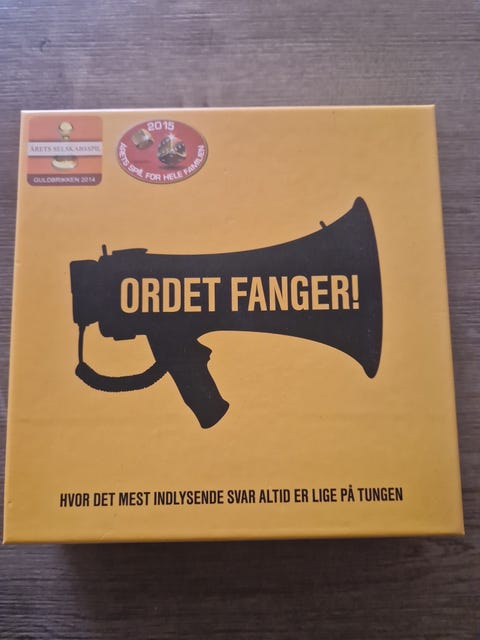 ÅRETS SELSKABSSPIL
GULDBRIKKEN 2014
2015
ÅRETS SPIL FOR HELE FAMILIEN
ORDET FANGER!
HVOR DET MEST INDLYSENDE SVAR ALTID ER LIGE PÅ TUNGEN